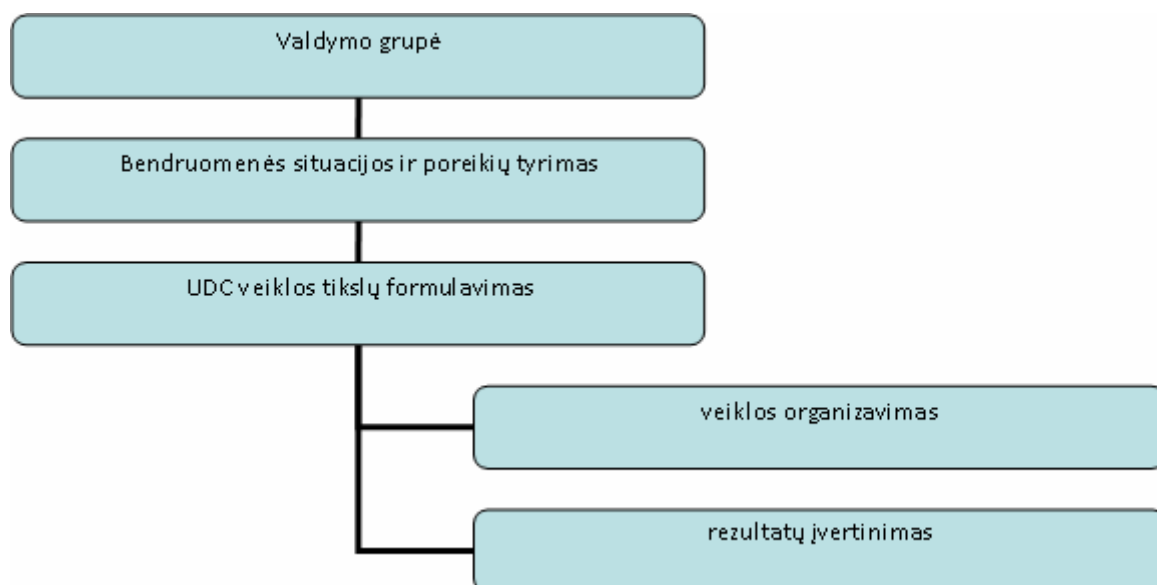 Valdymo grupė
Bendruomenės situacijos ir poreikių tyrimas
UDC veiklos tikslų formulavimas
veiklos organizavimas
rezultatų įvertinimas